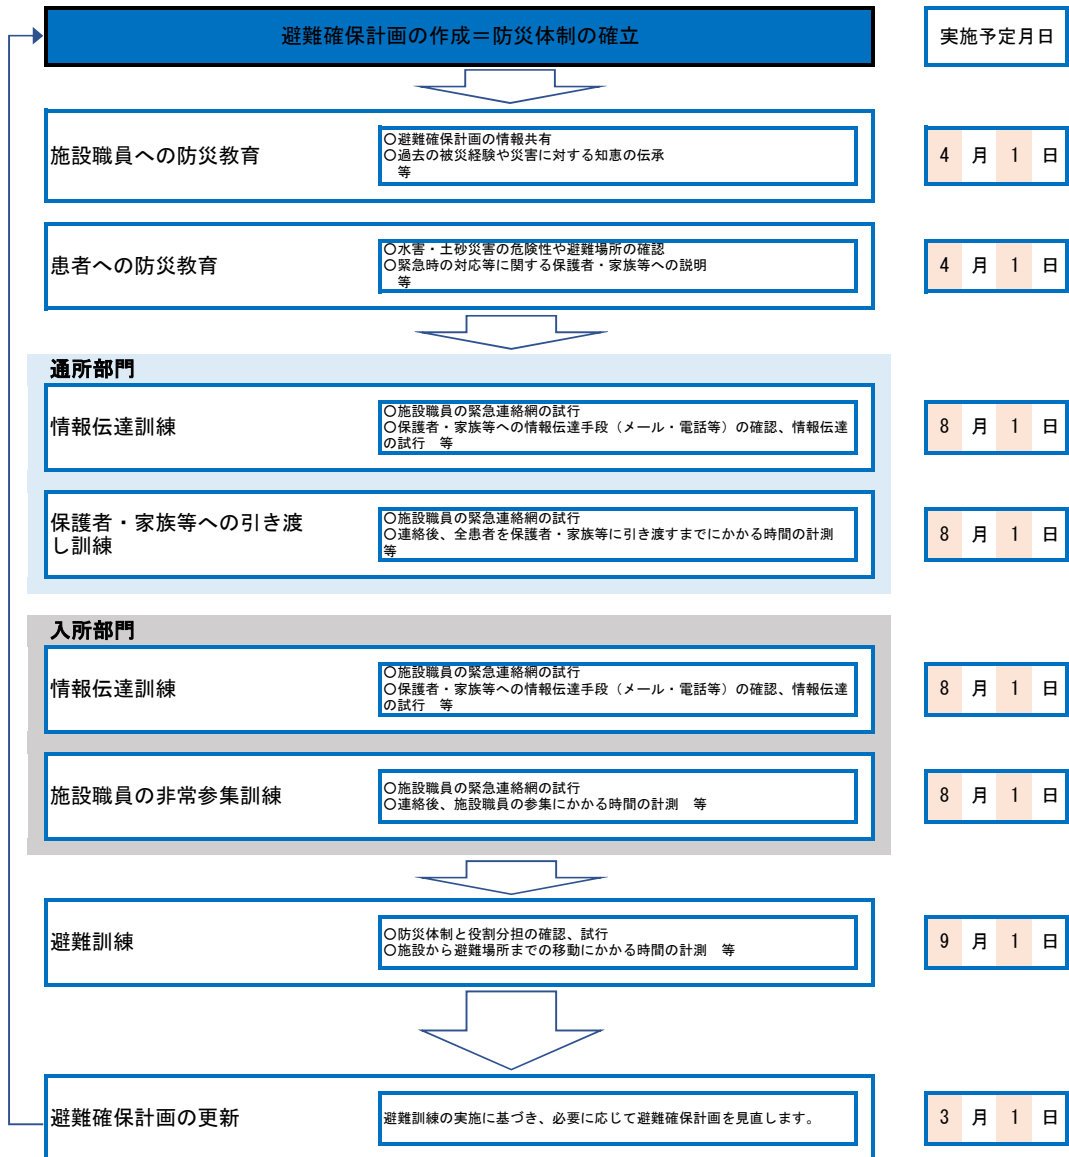 避難確保計画の作成＝防災体制の確立
実施予定月日
施設職員への防災教育
〇避難確保計画の情報共有
〇過去の被災経験や災害に対する知恵の伝承
等
4 月 1 日
患者への防災教育
〇水害・土砂災害の危険性や避難場所の確認
〇緊急時の対応等に関する保護者・家族等への説明
等
4 月 1 日
通所部門
情報伝達訓練
〇施設職員の緊急連絡網の試行
〇保護者・家族等への情報伝達手段（メール・電話等）の確認、情報伝達
の試行　等
8 月 1 日
保護者・家族等への引き渡
し訓練
〇施設職員の緊急連絡網の試行
〇連絡後、全患者を保護者・家族等に引き渡すまでにかかる時間の計測
等
8 月 1 日
入所部門
情報伝達訓練
〇施設職員の緊急連絡網の試行
〇保護者・家族等への情報伝達手段（メール・電話等）の確認、情報伝達
の試行　等
8 月 1 日
施設職員の非常参集訓練
〇施設職員の緊急連絡網の試行
〇連絡後、施設職員の参集にかかる時間の計測　等
8 月 1 日
避難訓練
〇防災体制と役割分担の確認、試行
〇施設から避難場所までの移動にかかる時間の計測　等
9 月 1 日
避難確保計画の更新
避難訓練の実施に基づき、必要に応じて避難確保計画を見直します。
3 月 1 日